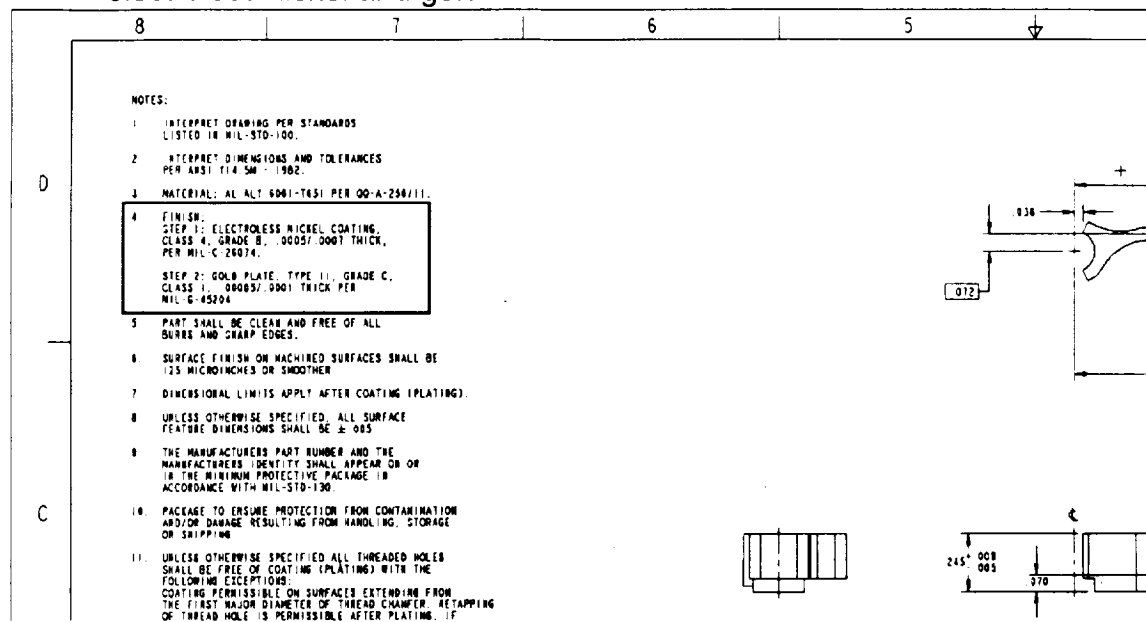 8 7 6 5
NOTES:
1 INTERPRET DRAWING PER STANDARDS
LISTED IN MIL-STD-100.
2 INTERPRET DIMENSIONS AND TOLERANCES
PER ANSI Y14.5M - 1982.
3 MATERIAL: AL ALY 6061-T651 PER QQ-A-250/11.
4 FINISH:
STEP 1: ELECTROLESS NICKEL COATING,
CLASS 4, GRADE B, .0005/.0007 THICK,
PER MIL-C-26074.
STEP 2: GOLD PLATE, TYPE II, GRADE C,
CLASS 1, .00005/.0001 THICK PER
MIL-G-45204
5 PART SHALL BE CLEAN AND FREE OF ALL
BURRS AND SHARP EDGES.
6. SURFACE FINISH ON MACHINED SURFACES SHALL BE
125 MICROINCHES OR SMOOTHER
7 DIMENSIONAL LIMITS APPLY AFTER COATING (PLATING).
8 UNLESS OTHERWISE SPECIFIED, ALL SURFACE
FEATURE DIMENSIONS SHALL BE ± .005
9 THE MANUFACTURERS PART NUMBER AND THE
MANUFACTURERS IDENTITY SHALL APPEAR ON OR
IN THE MINIMUM PROTECTIVE PACKAGE IN
ACCORDANCE WITH MIL-STD-130.
10. PACKAGE TO ENSURE PROTECTION FROM CONTAMINATION
AND/OR DAMAGE RESULTING FROM HANDLING, STORAGE
OR SHIPPING
11. UNLESS OTHERWISE SPECIFIED ALL THREADED HOLES
SHALL BE FREE OF COATING (PLATING) WITH THE
FOLLOWING EXCEPTIONS:
COATING PERMISSIBLE ON SURFACES EXTENDING FROM
THE FIRST MAJOR DIAMETER OF THREAD CHAMFER. RETAPPING
OF THREAD HOLE IS PERMISSIBLE AFTER PLATING, IF
D
C
.036
.072
.245 +.008
.005
.070